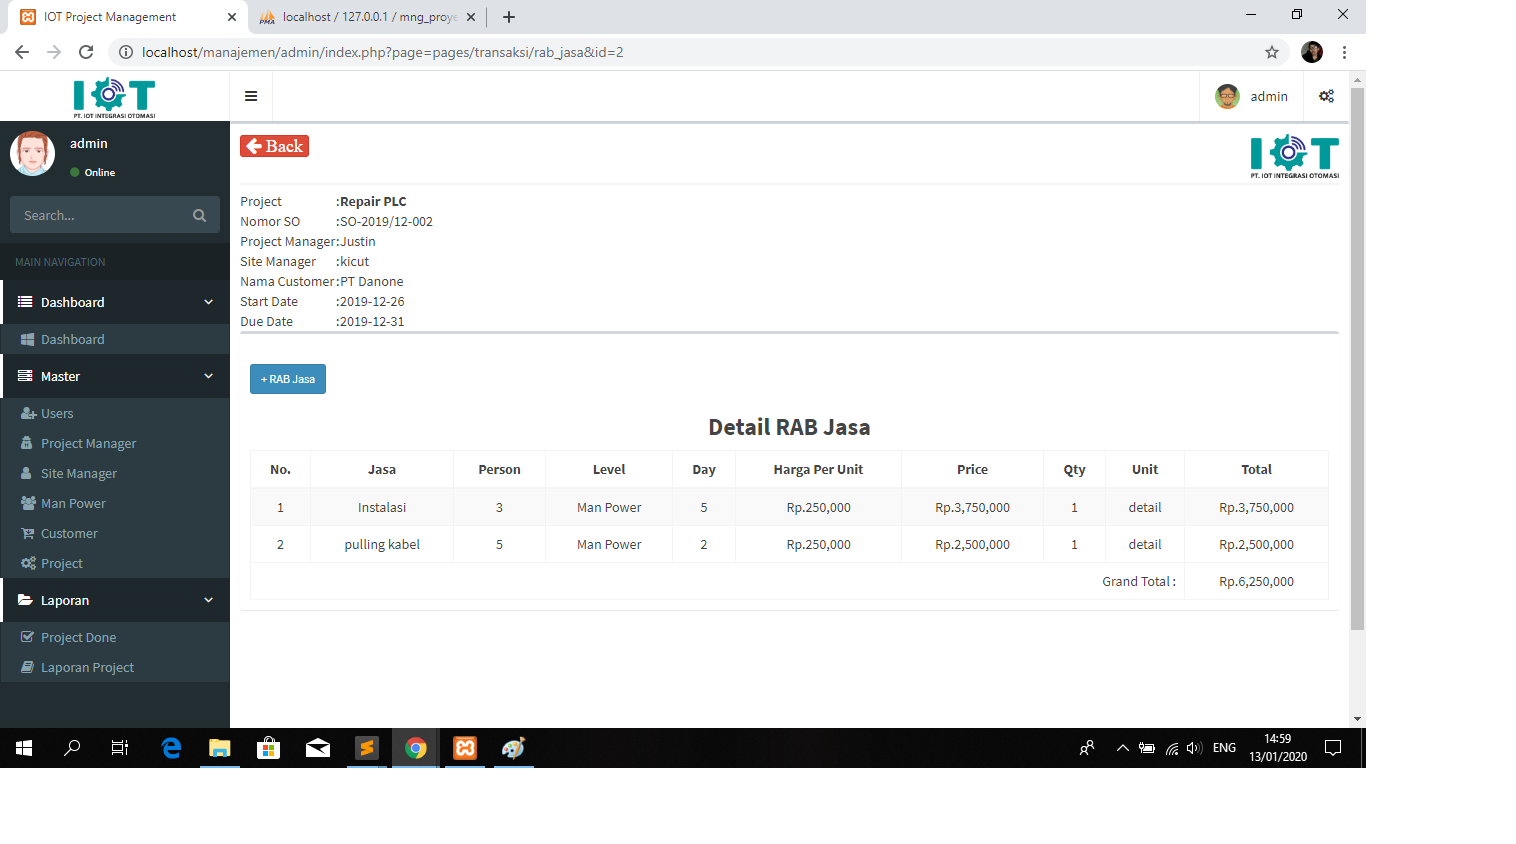 IOT Project Management
localhost / 127.0.0.1 / mng_proye
localhost/manajemen/admin/index.php?page=pages/transaksi/rab_jasa&id=2
IOT
PT. IOT INTEGRASI OTOMASI
admin
admin
Online
Search...
MAIN NAVIGATION
Dashboard
Dashboard
Master
Users
Project Manager
Site Manager
Man Power
Customer
Project
Laporan
Project Done
Laporan Project
Back
IOT
PT. IOT INTEGRASI OTOMASI
Project :Repair PLC
Nomor SO :SO-2019/12-002
Project Manager:Justin
Site Manager :kicut
Nama Customer:PT Danone
Start Date :2019-12-26
Due Date :2019-12-31
+ RAB Jasa
Detail RAB Jasa
No. Jasa Person Level Day Harga Per Unit Price Qty Unit Total
1 Instalasi 3 Man Power 5 Rp.250,000 Rp.3,750,000 1 detail Rp.3,750,000
2 pulling kabel 5 Man Power 2 Rp.250,000 Rp.2,500,000 1 detail Rp.2,500,000
Grand Total : Rp.6,250,000
ENG
14:59
13/01/2020